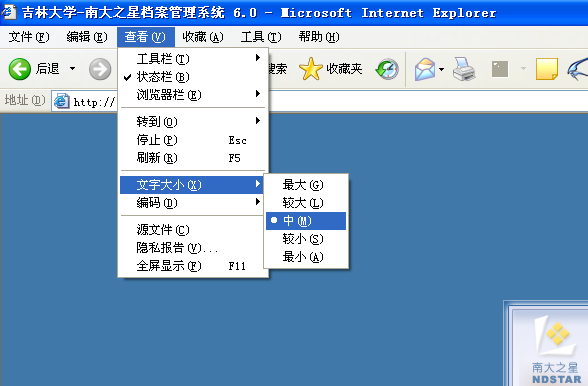 吉林大学-南大之星档案管理系统 6.0 - Microsoft Internet Explorer
文件(F) 编辑(E) 查看(V) 收藏(A) 工具(T) 帮助(H)
后退 搜索 收藏夹
地址(D) http://
工具栏(T)
状态栏(B)
浏览器栏(E)
转到(O)
停止(P) Esc
刷新(R) F5
文字大小(X)
编码(D)
源文件(C)
隐私报告(V)...
全屏显示(F) F11
最大(G)
较大(L)
中(M)
较小(S)
最小(A)
南大之星
NDSTAR